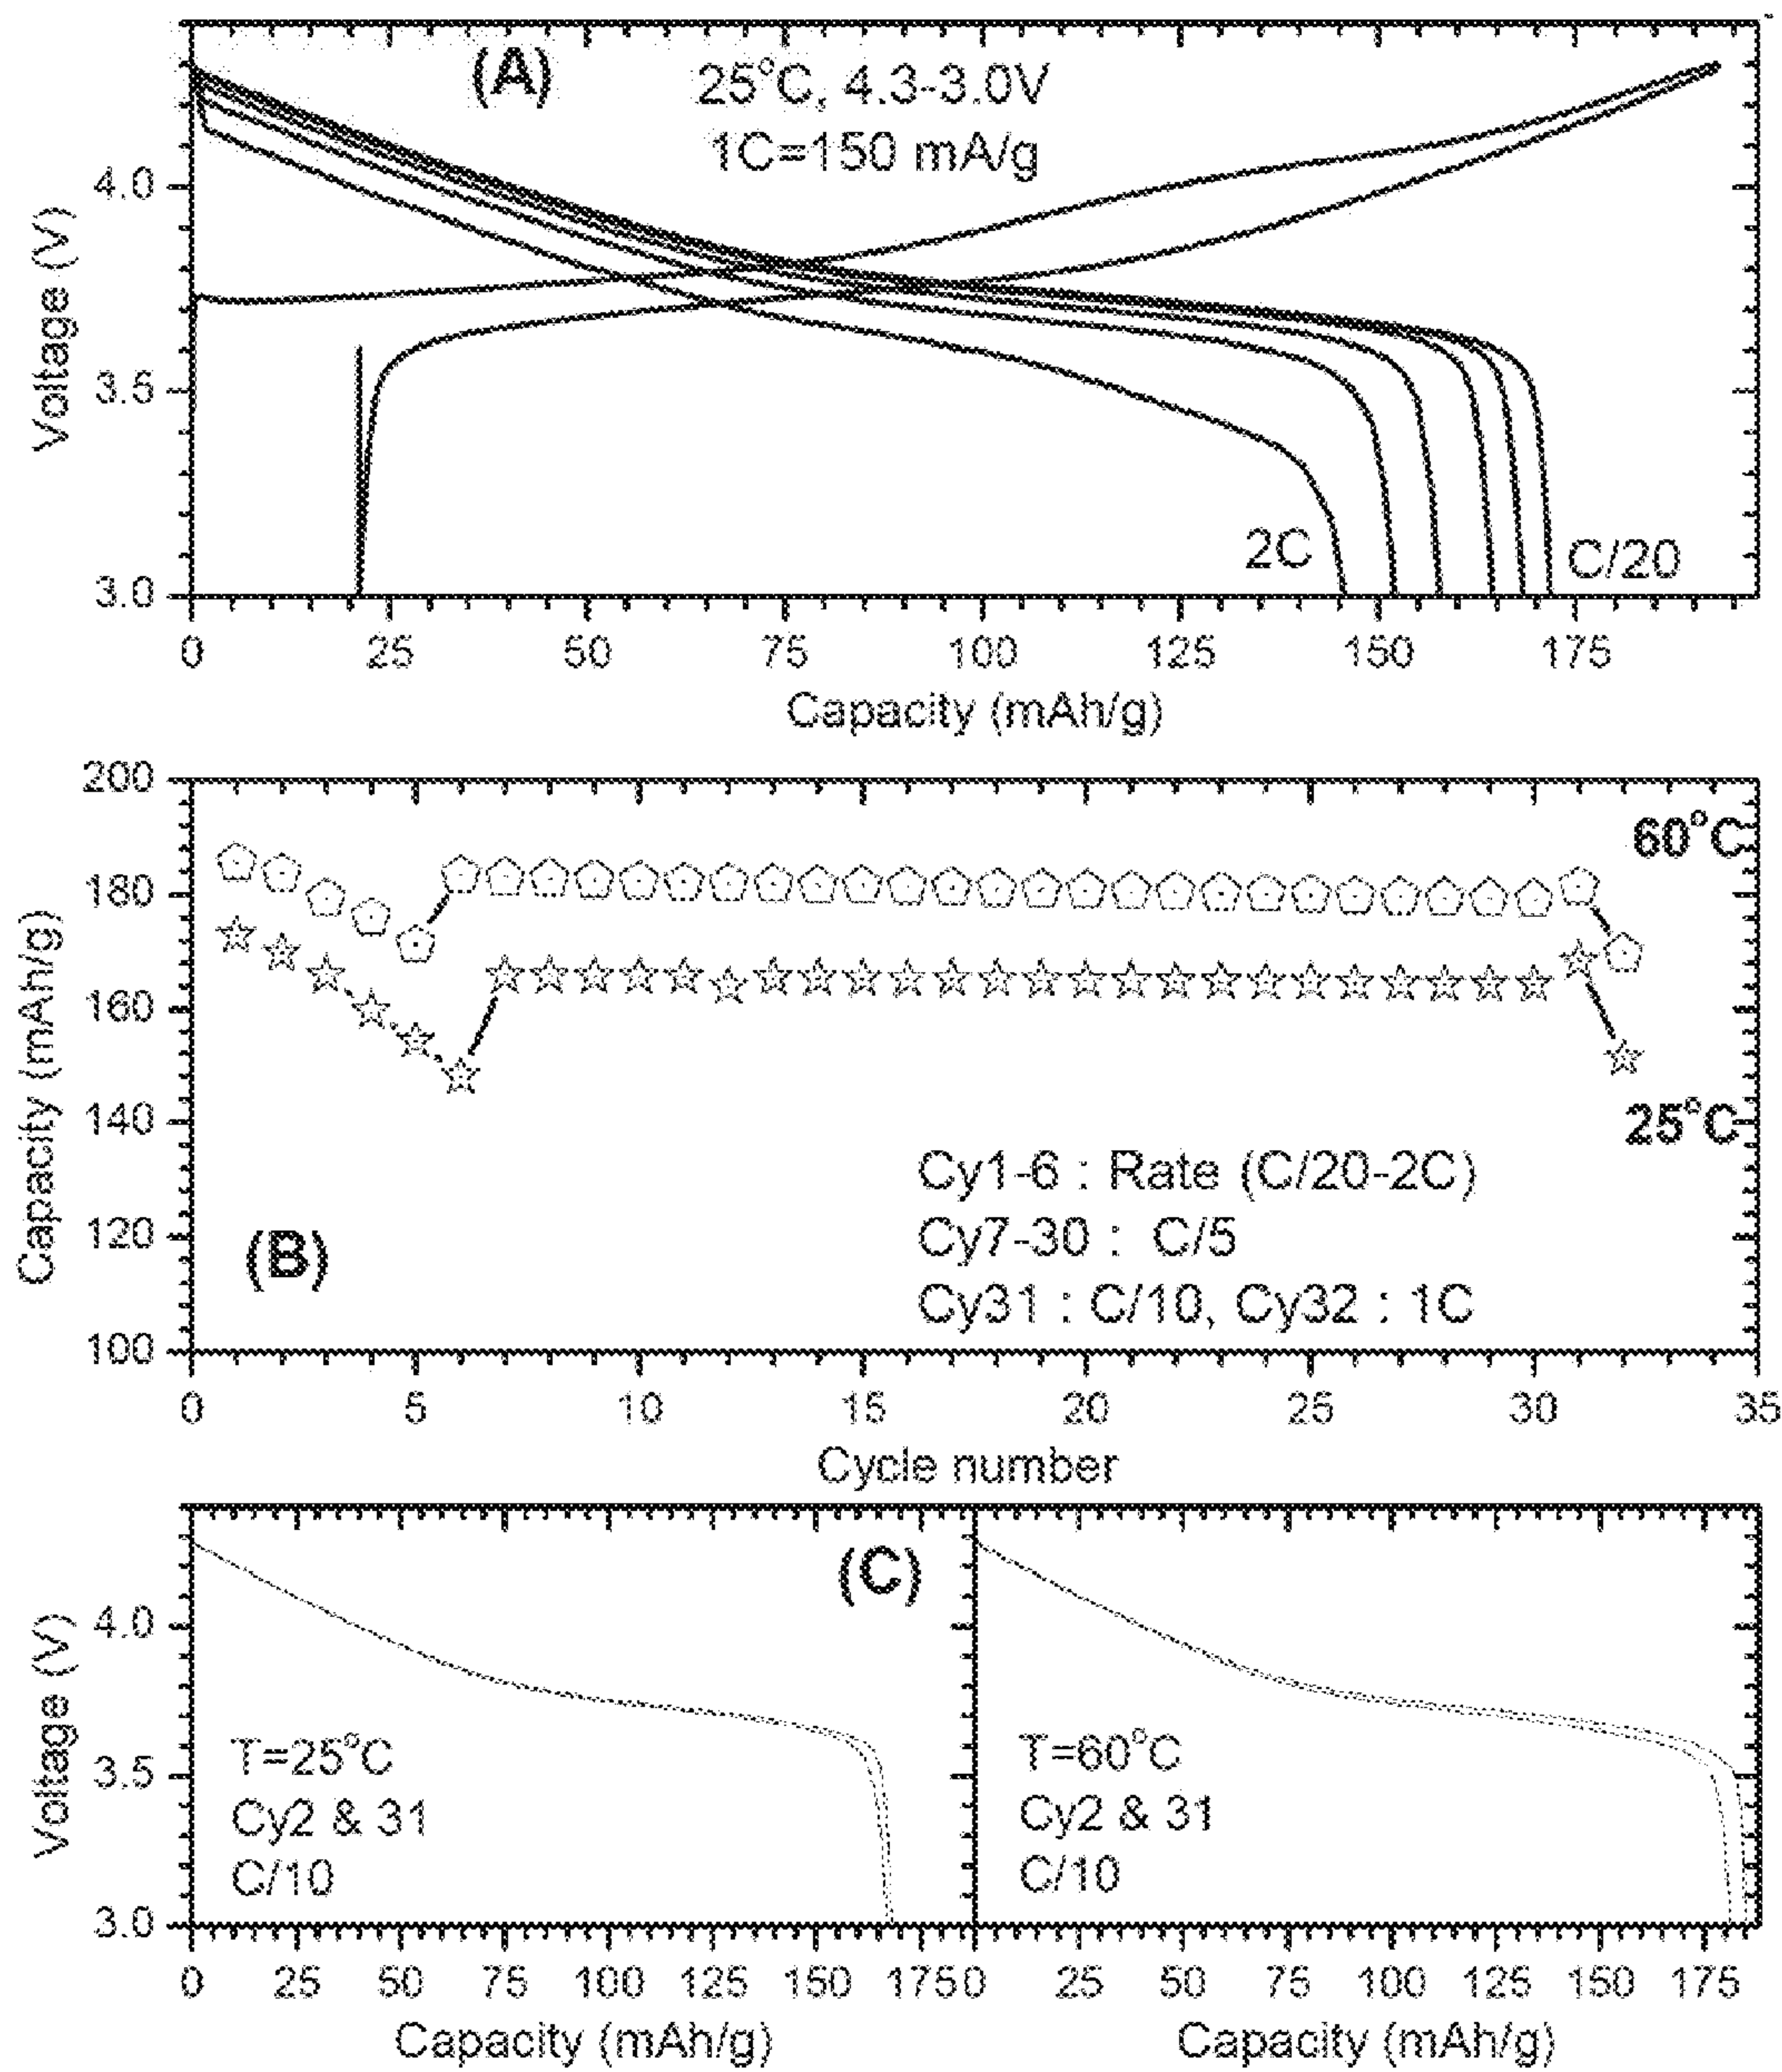 (A)
25°C, 4.3-3.0V
1C=150 mA/g
Voltage (V)
4.0
3.5
3.0
2C
C/20
0 25 50 75 100 125 150 175
Capacity (mAh/g)
Capacity (mAh/g)
200
180
160
140
120
100
60°C
25°C
Cy1-6 : Rate (C/20-2C)
Cy7-30 : C/5
Cy31 : C/10, Cy32 : 1C
(B)
0 5 10 15 20 25 30 35
Cycle number
(C)
Voltage (V)
4.0
3.5
3.0
T=25°C
Cy2 & 31
C/10
T=60°C
Cy2 & 31
C/10
0 25 50 75 100 125 150 175 0 25 50 75 100 125 150 175
Capacity (mAh/g)
Capacity (mAh/g)